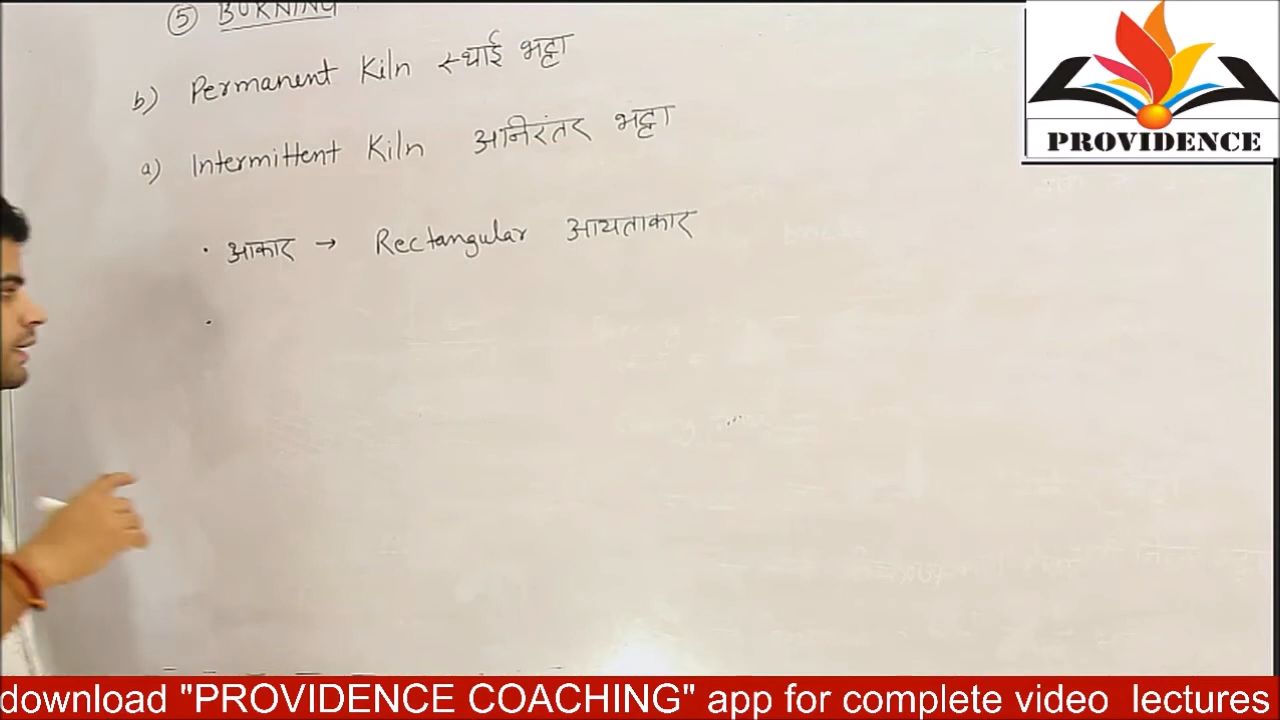 ⑤ BURNING
b) Permanent Kiln स्थाई भट्टा
a) Intermittent Kiln अनिरंतर भट्टा
• आकार → Rectangular आयताकार
•
PROVIDENCE
download "PROVIDENCE COACHING" app for complete video lectures